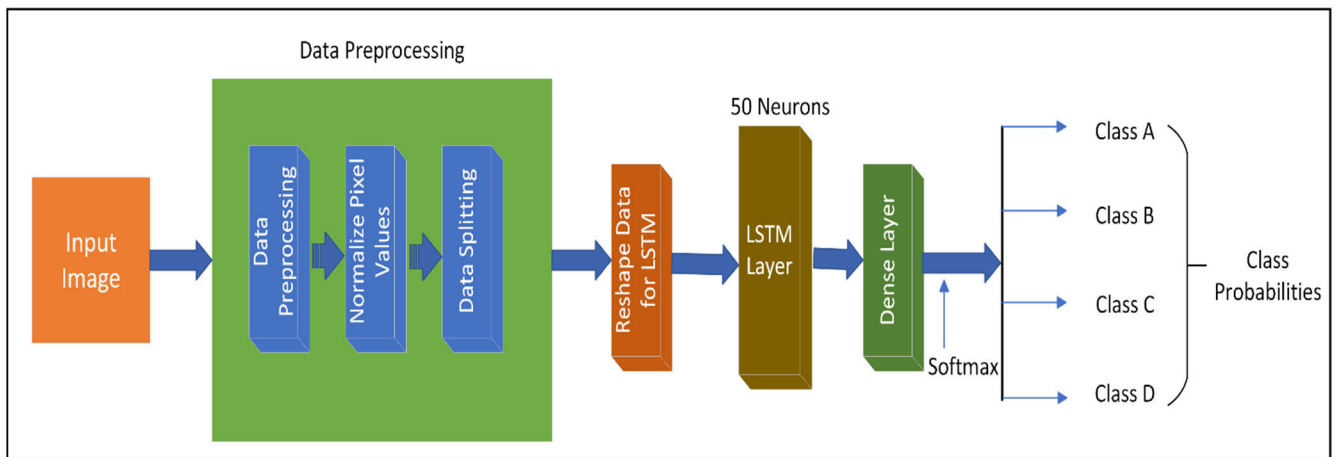 Data Preprocessing
Input
Image
Data
Preprocessing
Normalize Pixel
Values
Data Splitting
Reshape Data
for LSTM
50 Neurons
LSTM
Layer
Dense Layer
Softmax
Class A
Class B
Class C
Class D
Class
Probabilities